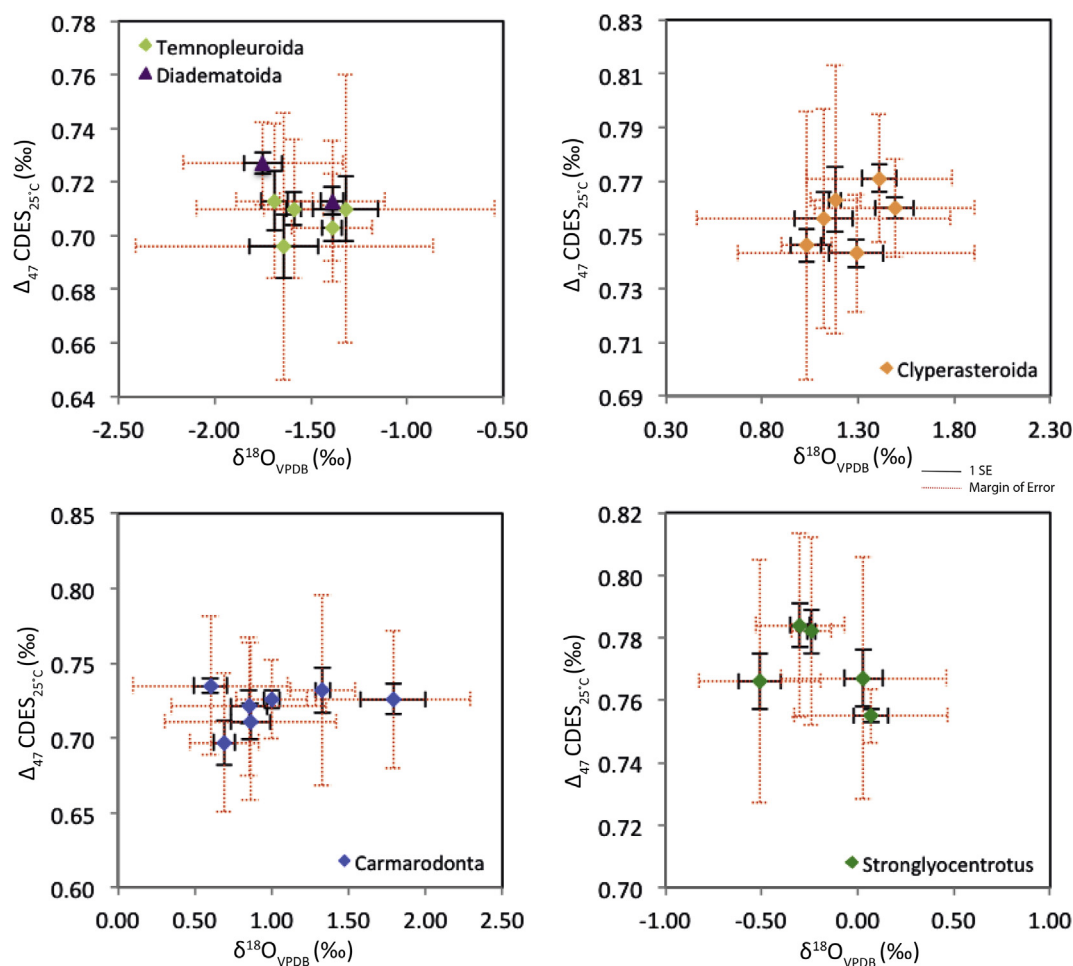 0.78
0.76
0.74
0.72
0.70
0.68
0.66
0.64
Δ47 CDES25°C (‰)
Temnopleuroida
Diadematoida
-2.50 -2.00 -1.50 -1.00 -0.50
δ18OVPDB (‰)
0.83
0.81
0.79
0.77
0.75
0.73
0.71
0.69
Δ47 CDES25°C (‰)
Clyperasteroida
0.30 0.80 1.30 1.80 2.30
δ18OVPDB (‰)
1 SE
Margin of Error
0.85
0.80
0.75
0.70
0.65
0.60
Δ47 CDES25°C (‰)
Carmarodonta
0.00 0.50 1.00 1.50 2.00 2.50
δ18OVPDB (‰)
0.82
0.80
0.78
0.76
0.74
0.72
0.70
Δ47 CDES25°C (‰)
Stronglyocentrotus
-1.00 -0.50 0.00 0.50 1.00
δ18OVPDB (‰)